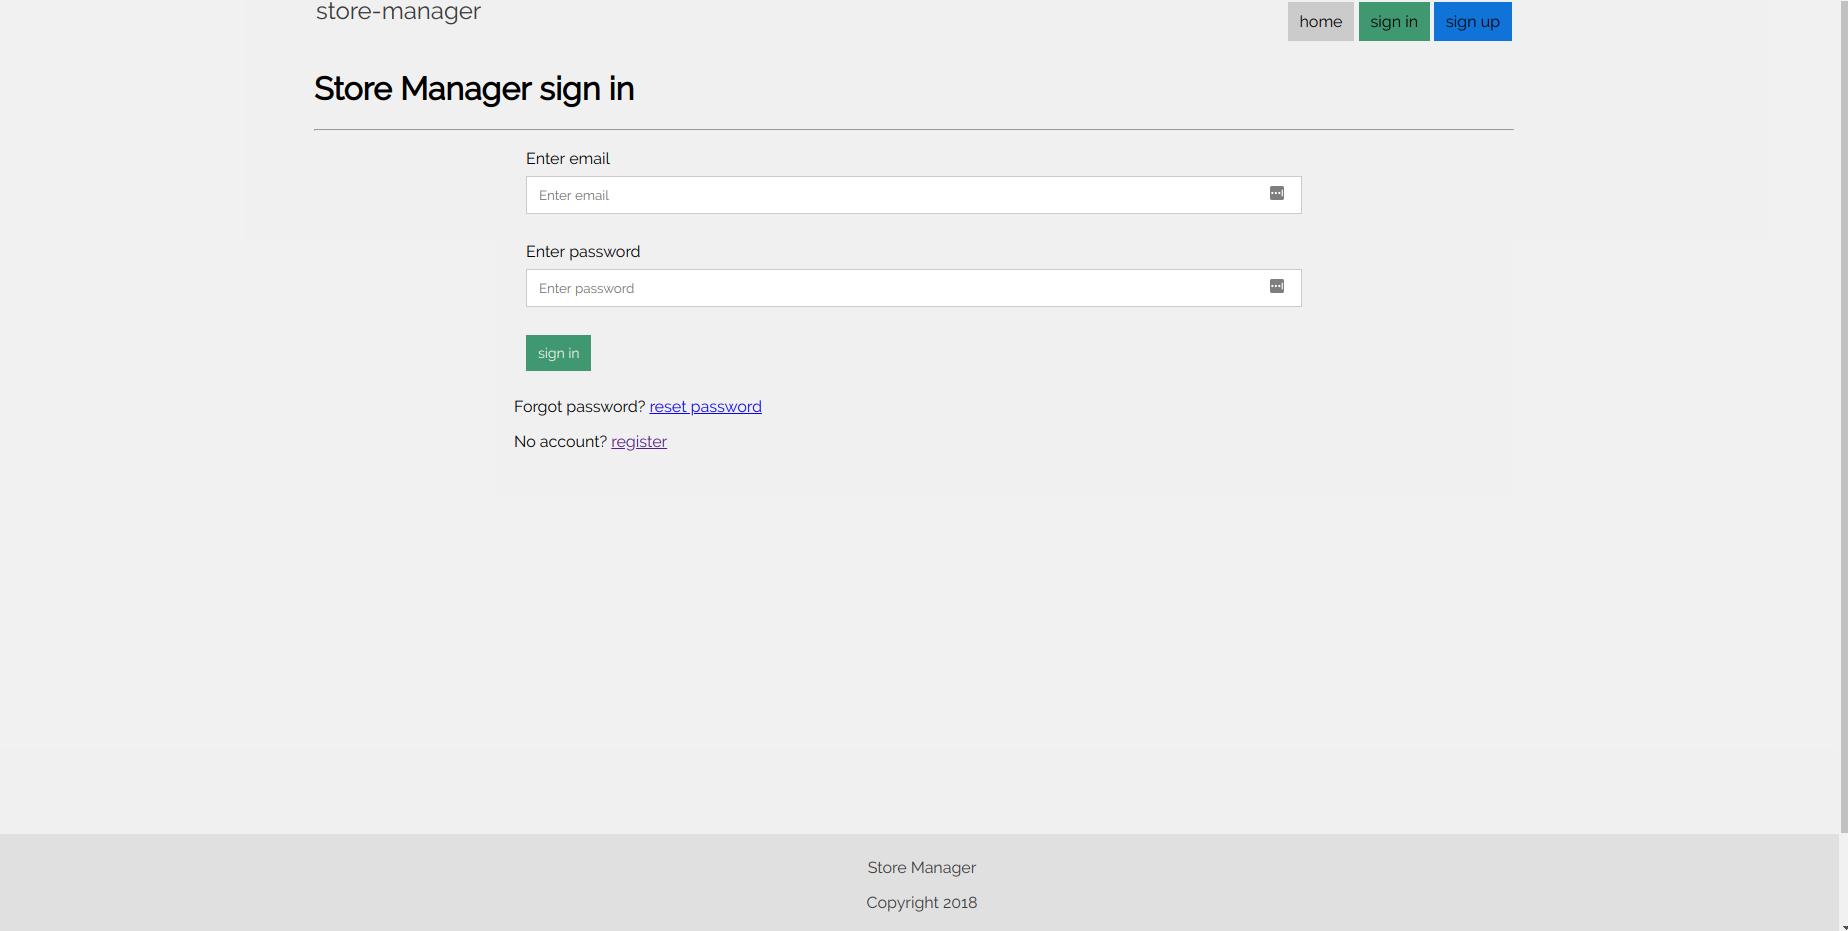 store-manager
home sign in sign up
Store Manager sign in
Enter email
Enter email
Enter password
Enter password
sign in
Forgot password? reset password
No account? register
Store Manager
Copyright 2018